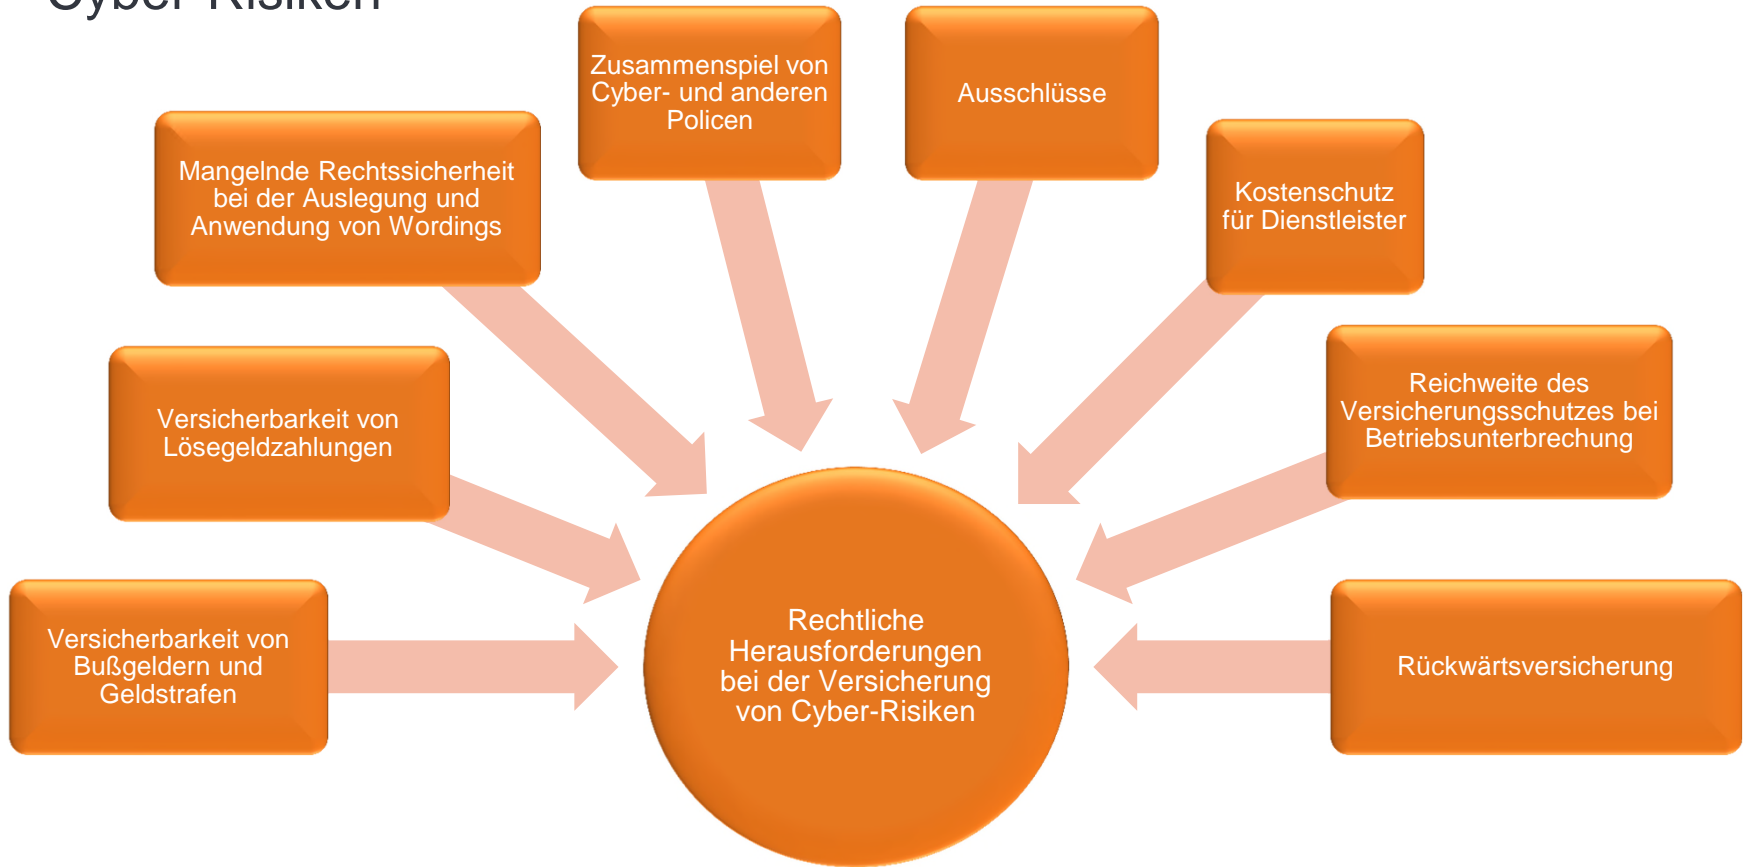 Cyber-Risiken
Zusammenspiel von
Cyber- und anderen
Policen
Ausschlüsse
Mangelnde Rechtssicherheit
bei der Auslegung und
Anwendung von Wordings
Kostenschutz
für Dienstleister
Versicherbarkeit von
Lösegeldzahlungen
Reichweite des
Versicherungsschutzes bei
Betriebsunterbrechung
Versicherbarkeit von
Bußgeldern und
Geldstrafen
Rechtliche
Herausforderungen
bei der Versicherung
von Cyber-Risiken
Rückwärtsversicherung